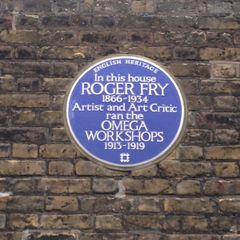 ENGLISH HERITAGE
In this house
ROGER FRY
1866-1934
Artist and Art Critic
ran the
OMEGA
WORKSHOPS
1913-1919